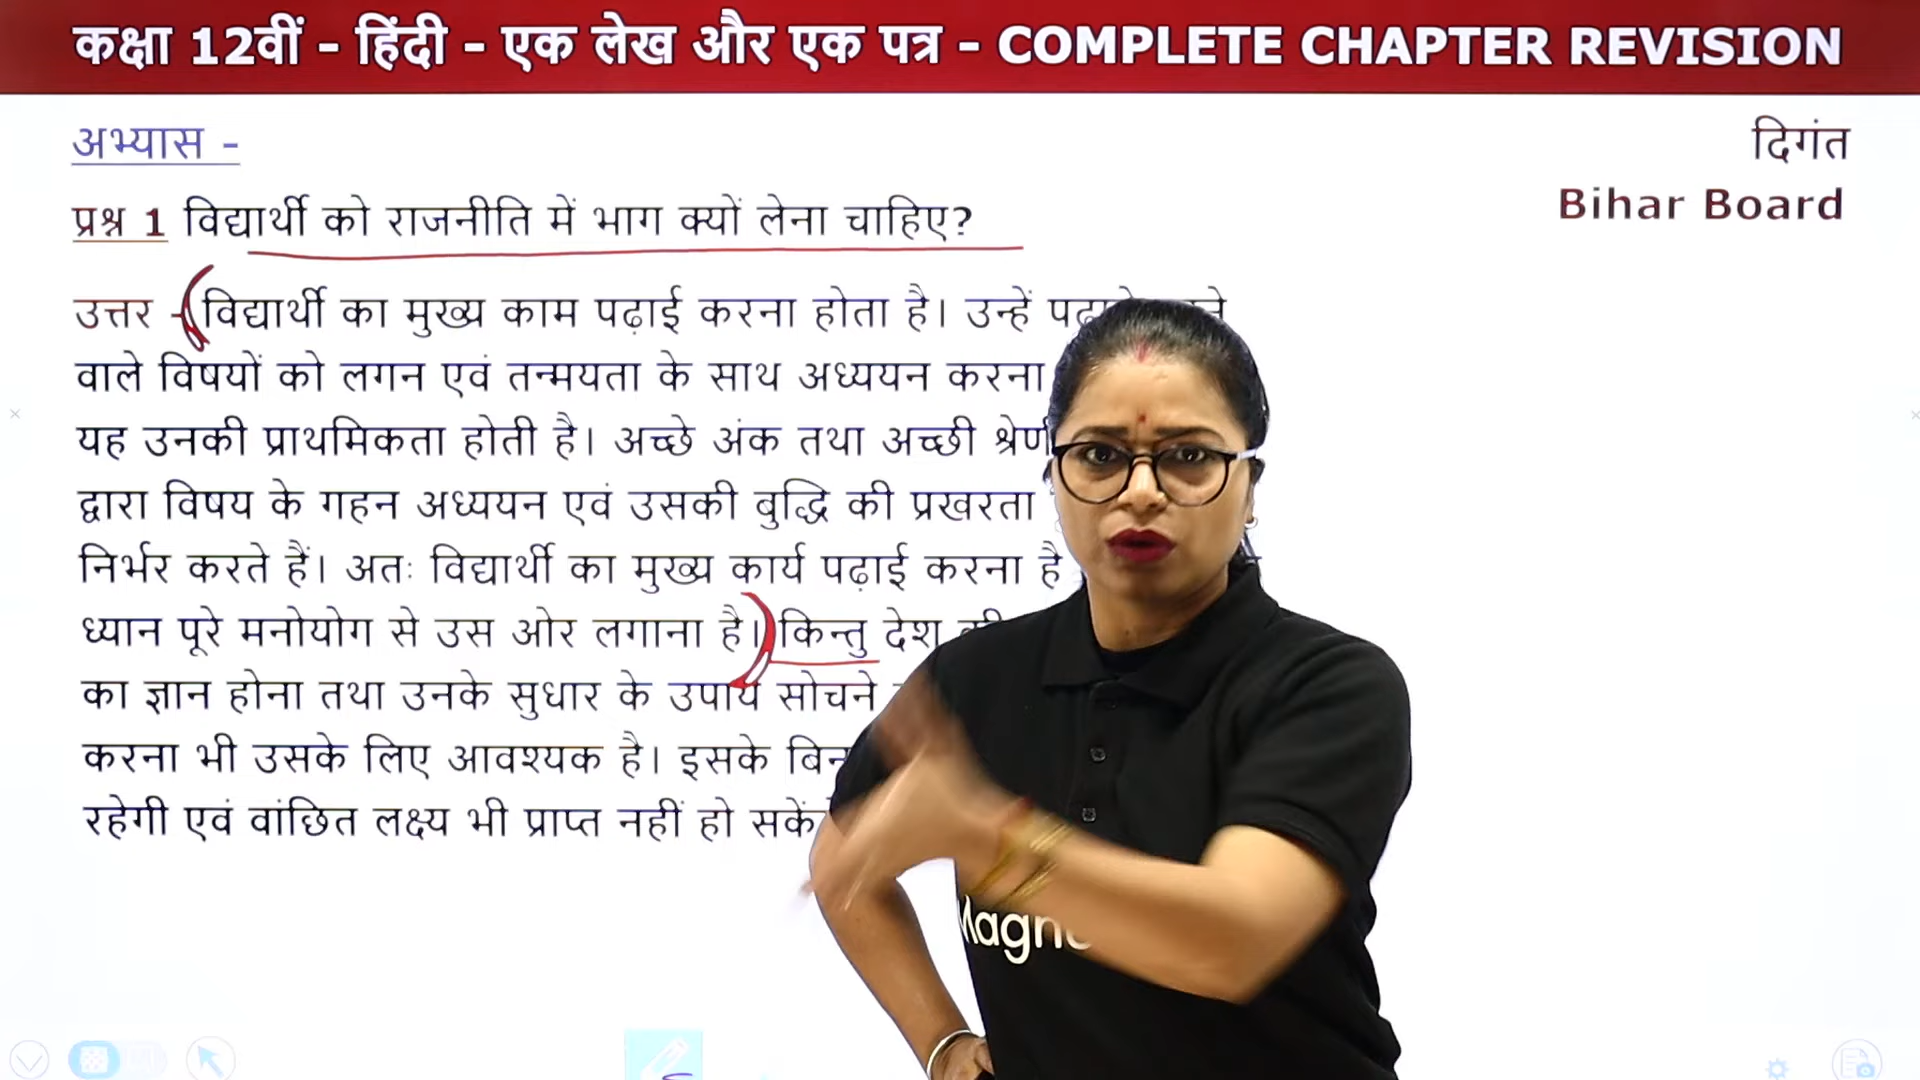 कक्षा 12वीं - हिंदी - एक लेख और एक पत्र - COMPLETE CHAPTER REVISION
अभ्यास -
दिगंत
Bihar Board
प्रश्न 1 विद्यार्थी को राजनीति में भाग क्यों लेना चाहिए?
उत्तर - विद्यार्थी का मुख्य काम पढ़ाई करना होता है। उन्हें
वाले विषयों को लगन एवं तन्मयता के साथ अध्ययन करना
यह उनकी प्राथमिकता होती है। अच्छे अंक तथा अच्छी
द्वारा विषय के गहन अध्ययन एवं उसकी बुद्धि की प्रखरता
निर्भर करते हैं। अतः विद्यार्थी का मुख्य कार्य पढ़ाई करना है
ध्यान पूरे मनोयोग से उस ओर लगाना है। किन्तु देश
का ज्ञान होना तथा उनके सुधार के उपाय सोचने
करना भी उसके लिए आवश्यक है। इसके
रहेगी एवं वांछित लक्ष्य भी प्राप्त नहीं हो